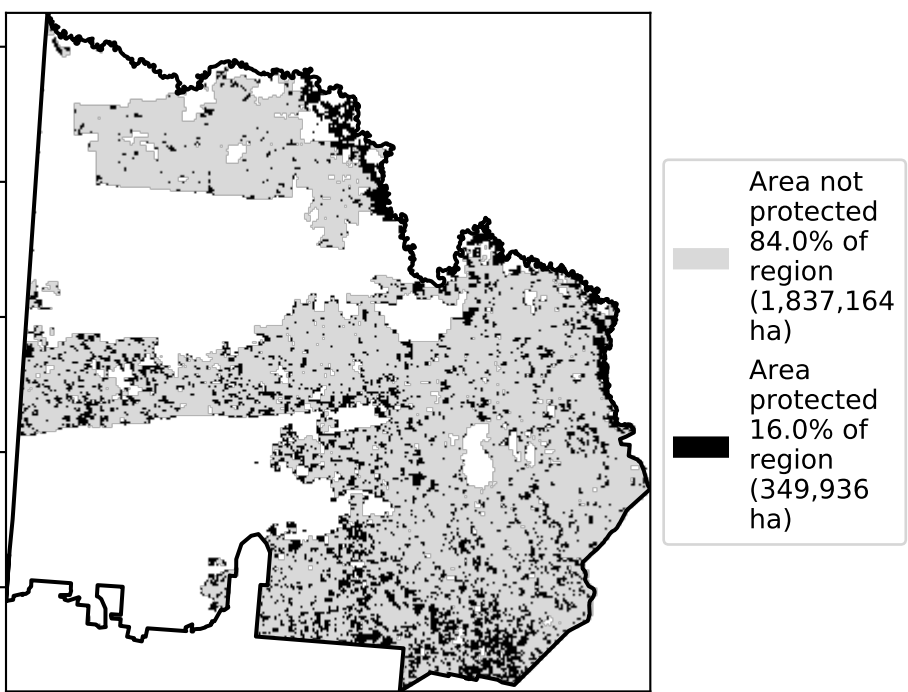 Area not
protected
84.0% of
region
(1,837,164
ha)
Area
protected
16.0% of
region
(349,936
ha)